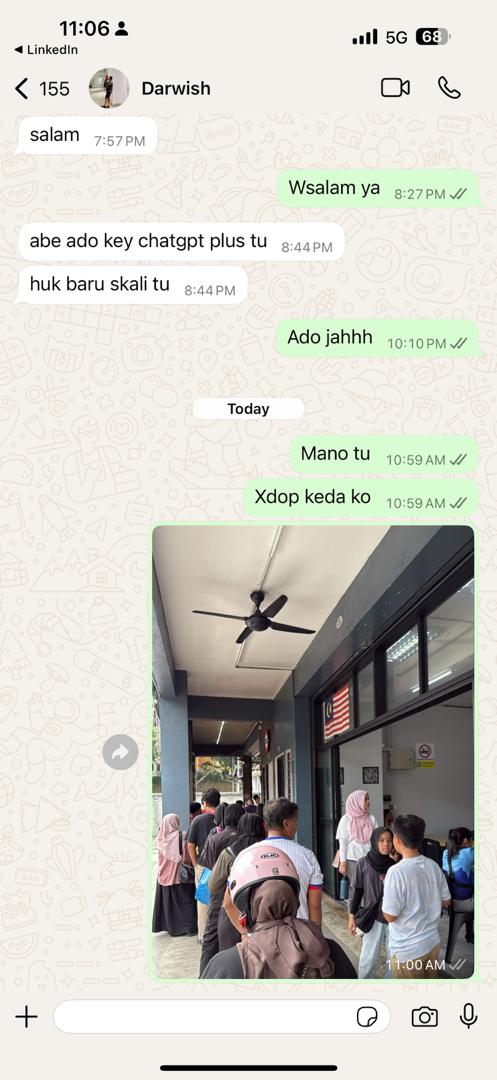 11:06
5G 68
LinkedIn
155 Darwish
salam 7:57 PM
Wsalam ya 8:27 PM
abe ado key chatgpt plus tu 8:44 PM
huk baru skali tu 8:44 PM
Ado jahhh 10:10 PM
Today
Mano tu 10:59 AM
Xdop keda ko 10:59 AM
11:00 AM